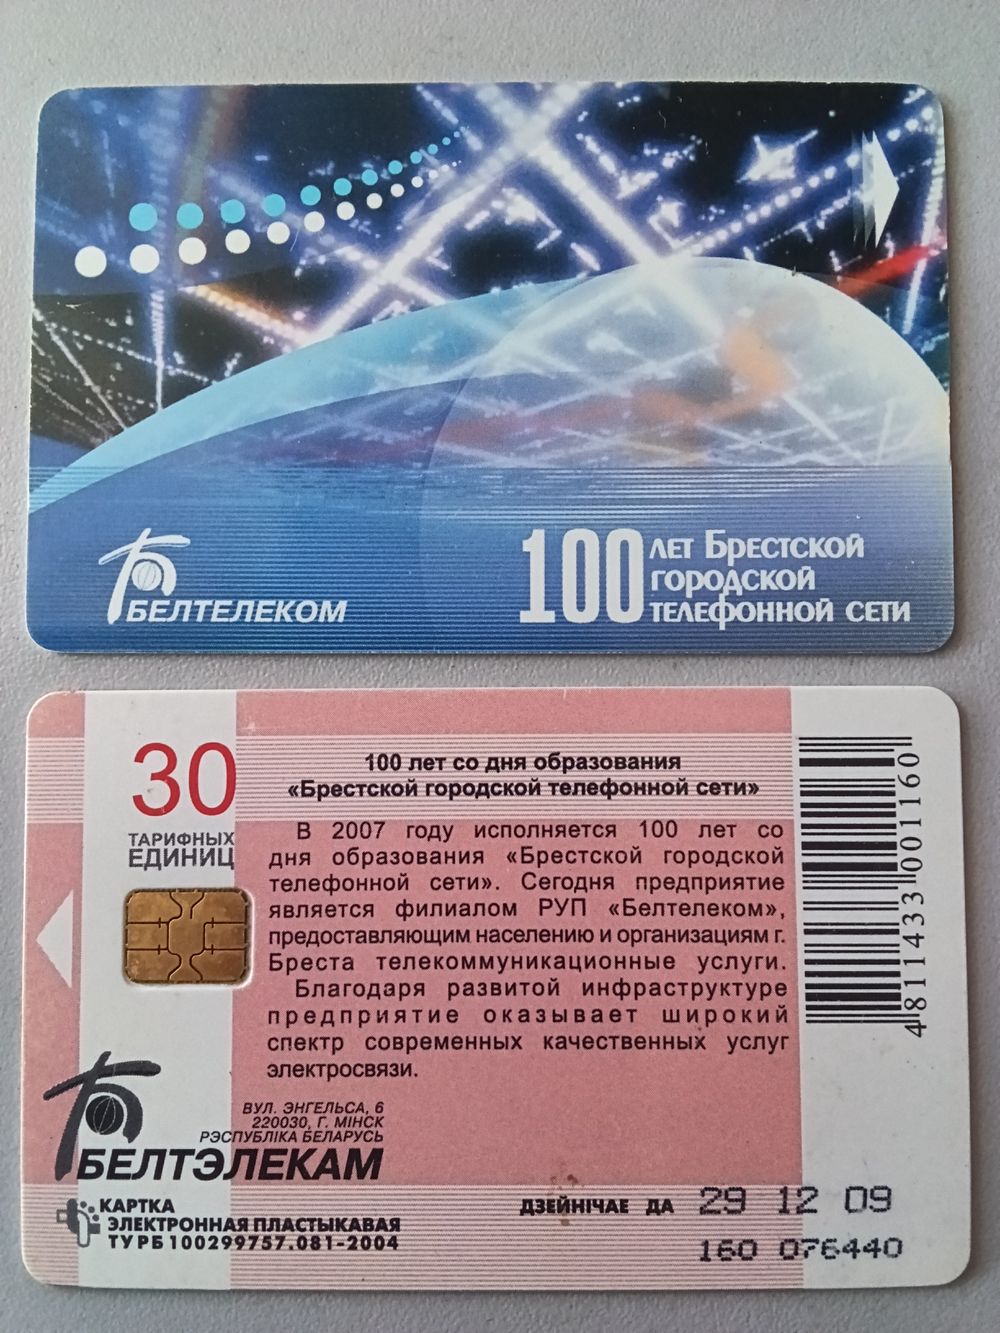 БЕЛТЕЛЕКОМ
100 ЛЕТ БРЕСТСКОЙ
ГОРОДСКОЙ
ТЕЛЕФОННОЙ СЕТИ
30
ТАРИФНЫХ
ЕДИНИЦ
100 лет со дня образования
«Брестской городской телефонной сети»
В 2007 году исполняется 100 лет со
дня образования «Брестской городской
телефонной сети». Сегодня предприятие
является филиалом РУП «Белтелеком»,
предоставляющим населению и организациям г.
Бреста телекоммуникационные услуги.
Благодаря развитой инфраструктуре
предприятие оказывает широкий
спектр современных качественных услуг
электросвязи.
4811433001160
ВУЛ. ЭНГЕЛЬСА, 6
220030, Г. МІНСК
РЭСПУБЛІКА БЕЛАРУСЬ
БЕЛТЭЛЕКАМ
КАРТКА
ЭЛЕКТРОННАЯ ПЛАСТЫКАВАЯ
ТУ РБ 100299757.081-2004
ДЗЕЙНІЧАЕ ДА 29 12 09
160 076440